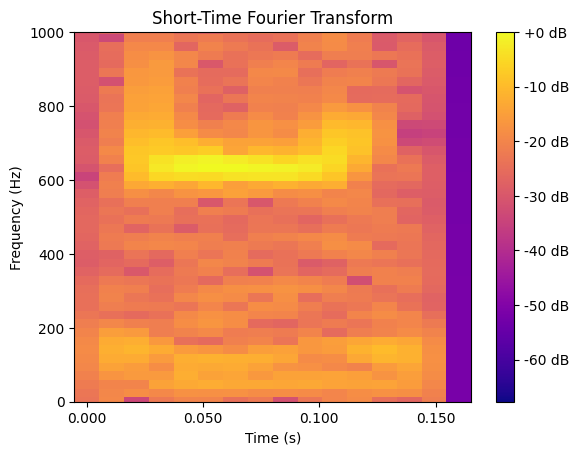 Short-Time Fourier Transform
1000
800
600
400
200
0
Frequency (Hz)
0.000
0.050
0.100
0.150
Time (s)
+0 dB
-10 dB
-20 dB
-30 dB
-40 dB
-50 dB
-60 dB